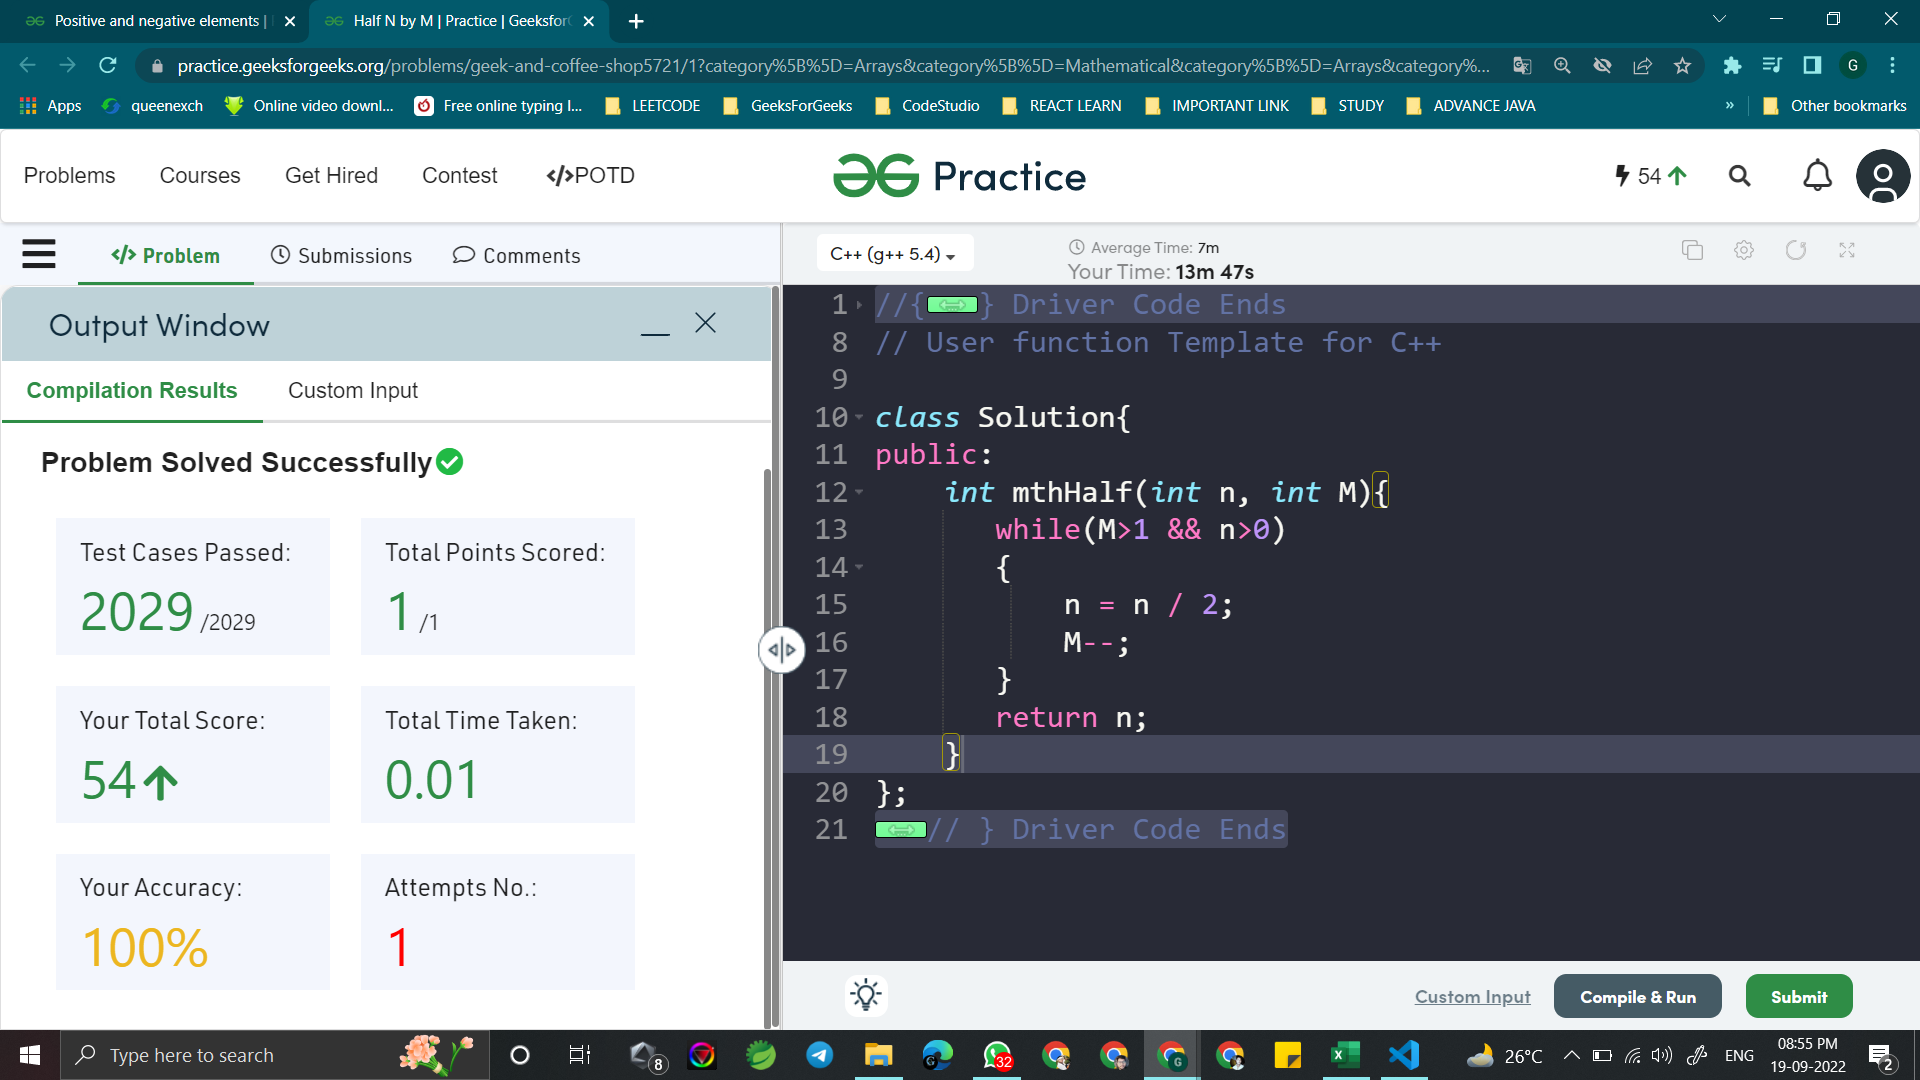 Positive and negative elements |
Half N by M | Practice | Geeksfor
practice.geeksforgeeks.org/problems/geek-and-coffee-shop5721/1?category%5B%5D=Arrays&category%5B%5D=Mathematical&category%5B%5D=Arrays&category%...
G
Apps
queenexch
Online video downl...
Free online typing I...
LEETCODE
GeeksForGeeks
CodeStudio
REACT LEARN
IMPORTANT LINK
STUDY
ADVANCE JAVA
»
Other bookmarks
Problems
Courses
Get Hired
Contest
</>POTD
Practice
54
</> Problem
Submissions
Comments
C++ (g++ 5.4)
Average Time: 7m
Your Time: 13m 47s
Output Window
Compilation Results
Custom Input
Problem Solved Successfully
Test Cases Passed:
2029 /2029
Total Points Scored:
1 /1
Your Total Score:
54
Total Time Taken:
0.01
Your Accuracy:
100%
Attempts No.:
1
1 //{ } Driver Code Ends
8 // User function Template for C++
9
10 class Solution{
11 public:
12 int mthHalf(int n, int M){
13 while(M>1 && n>0)
14 {
15 n = n / 2;
16 M--;
17 }
18 return n;
19 }
20 };
21 // } Driver Code Ends
Custom Input
Compile & Run
Submit
Type here to search
8
32
G
26°C
ENG
08:55 PM
19-09-2022
2